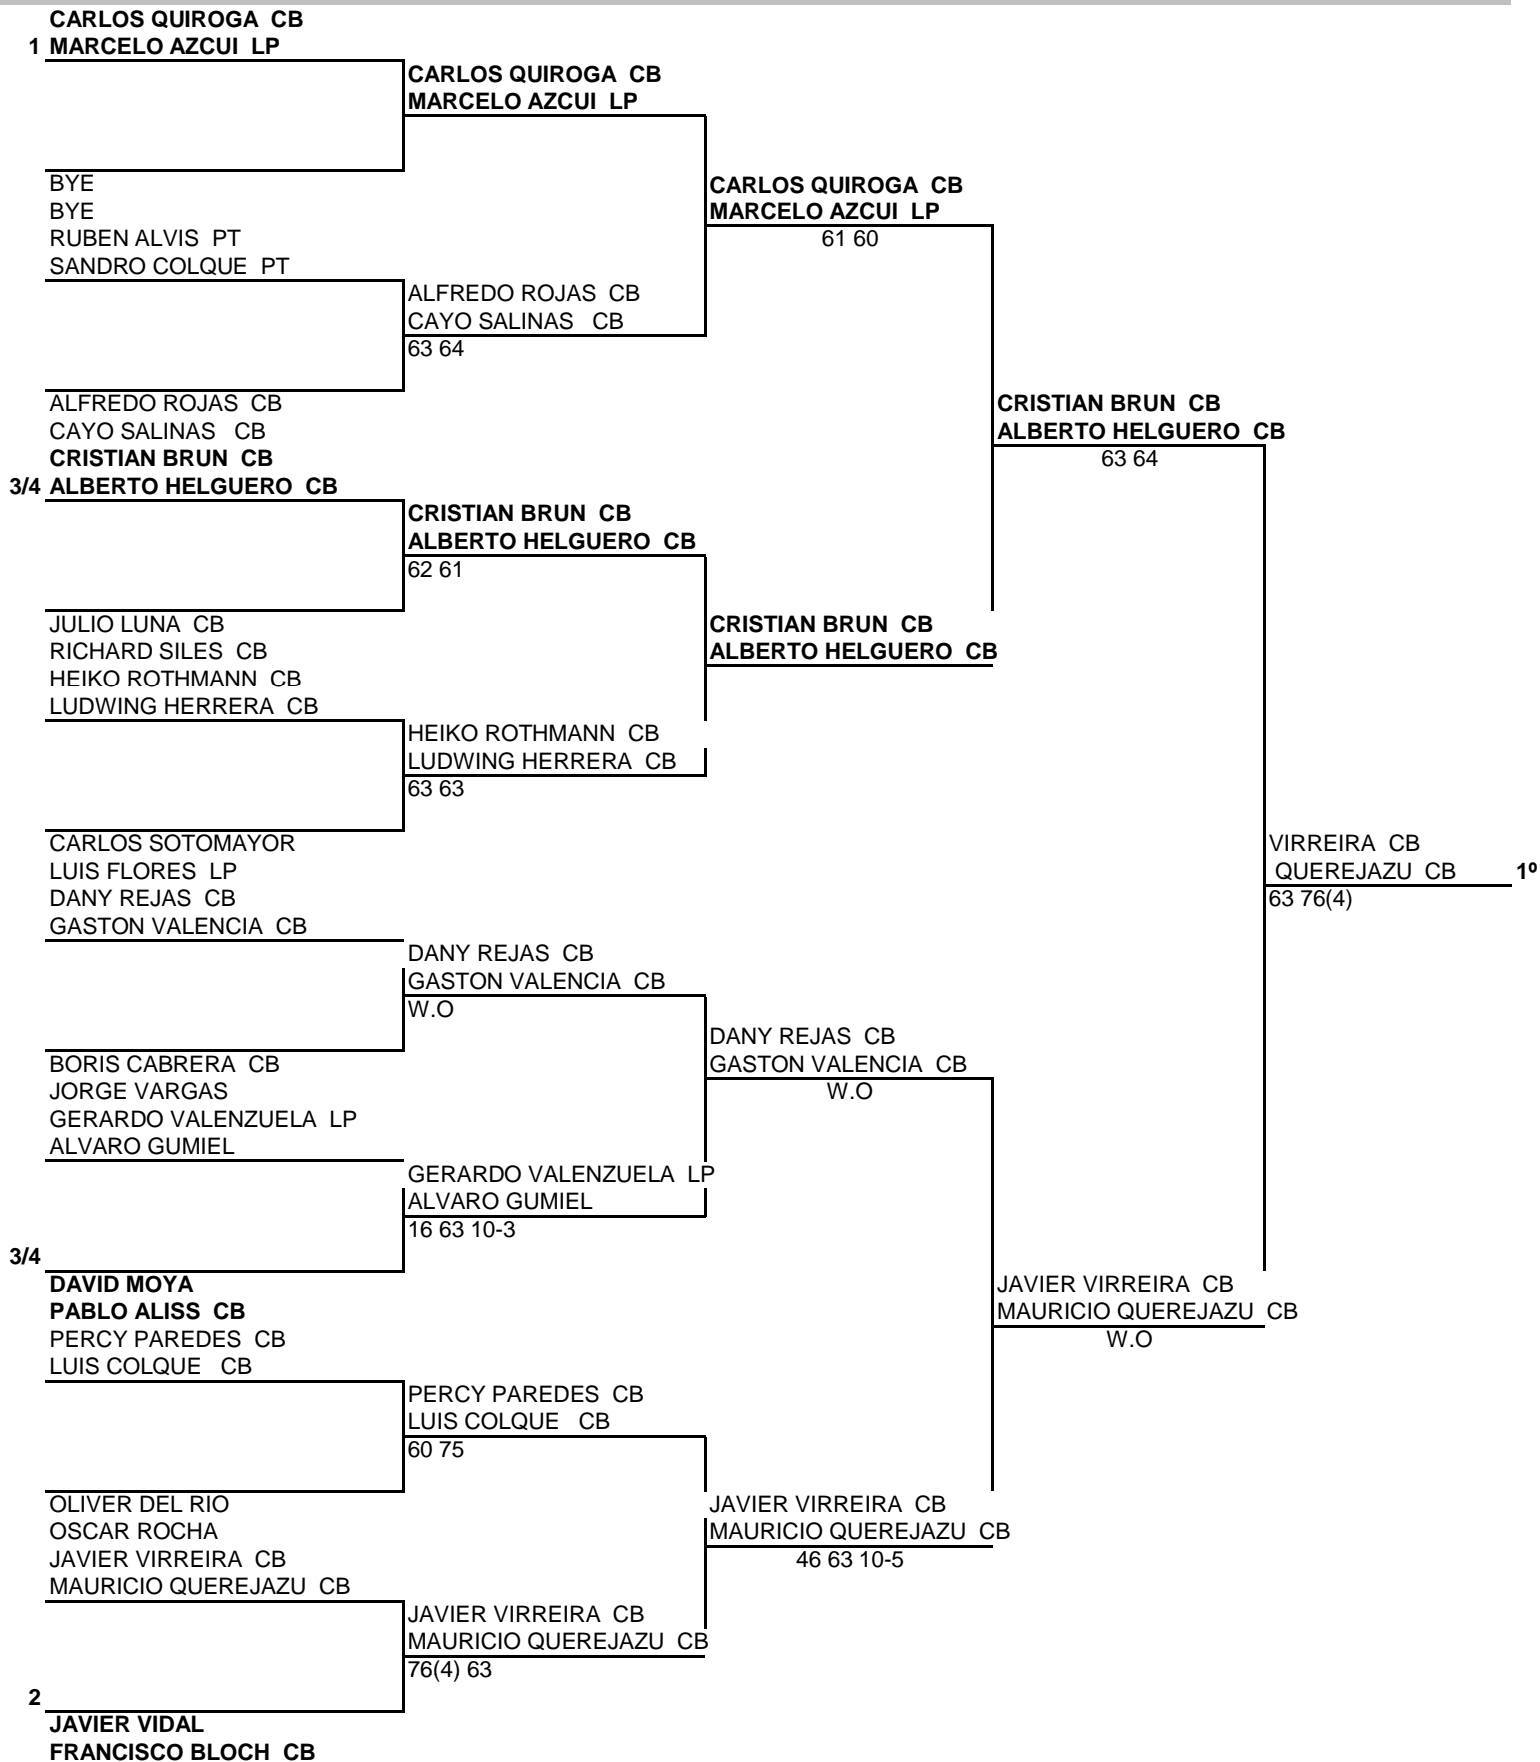 CARLOS QUIROGA  CB
1 MARCELO AZCUI  LP
CARLOS QUIROGA  CB
MARCELO AZCUI  LP
BYE
BYE
CARLOS QUIROGA  CB
MARCELO AZCUI  LP
61 60
RUBEN ALVIS  PT
SANDRO COLQUE  PT
ALFREDO ROJAS  CB
CAYO SALINAS   CB
63 64
ALFREDO ROJAS  CB
CAYO SALINAS   CB
CRISTIAN BRUN  CB
ALBERTO HELGUERO  CB
63 64
CRISTIAN BRUN  CB
3/4 ALBERTO HELGUERO  CB
CRISTIAN BRUN  CB
ALBERTO HELGUERO  CB
62 61
JULIO LUNA  CB
RICHARD SILES  CB
CRISTIAN BRUN  CB
ALBERTO HELGUERO  CB
HEIKO ROTHMANN  CB
LUDWING HERRERA  CB
HEIKO ROTHMANN  CB
LUDWING HERRERA  CB
63 63
CARLOS SOTOMAYOR
LUIS FLORES  LP
VIRREIRA  CB
QUEREJAZU  CB 1º
63 76(4)
DANY REJAS  CB
GASTON VALENCIA  CB
DANY REJAS  CB
GASTON VALENCIA  CB
W.O
DANY REJAS  CB
GASTON VALENCIA  CB
W.O
BORIS CABRERA  CB
JORGE VARGAS
GERARDO VALENZUELA  LP
ALVARO GUMIEL
GERARDO VALENZUELA  LP
ALVARO GUMIEL
16 63 10-3
3/4
DAVID MOYA
PABLO ALISS  CB
JAVIER VIRREIRA  CB
MAURICIO QUEREJAZU  CB
W.O
PERCY PAREDES  CB
LUIS COLQUE   CB
PERCY PAREDES  CB
LUIS COLQUE   CB
60 75
OLIVER DEL RIO
OSCAR ROCHA
JAVIER VIRREIRA  CB
MAURICIO QUEREJAZU  CB
46 63 10-5
JAVIER VIRREIRA  CB
MAURICIO QUEREJAZU  CB
JAVIER VIRREIRA  CB
MAURICIO QUEREJAZU  CB
76(4) 63
2
JAVIER VIDAL
FRANCISCO BLOCH  CB